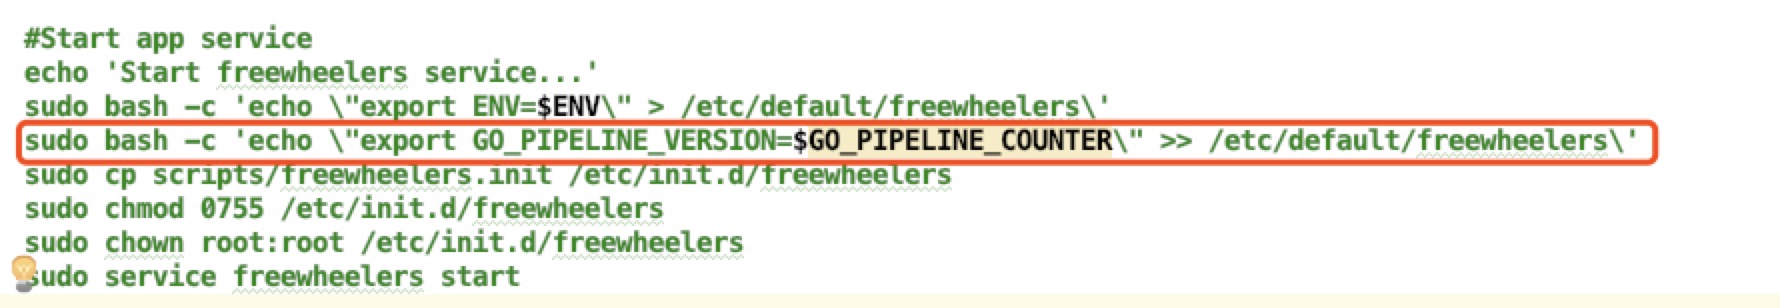 #Start app service
echo 'Start freewheelers service...'
sudo bash -c 'echo \"export ENV=$ENV\" > /etc/default/freewheelers\'
sudo bash -c 'echo \"export GO_PIPELINE_VERSION=$GO_PIPELINE_COUNTER\" >> /etc/default/freewheelers\'
sudo cp scripts/freewheelers.init /etc/init.d/freewheelers
sudo chmod 0755 /etc/init.d/freewheelers
sudo chown root:root /etc/init.d/freewheelers
sudo service freewheelers start